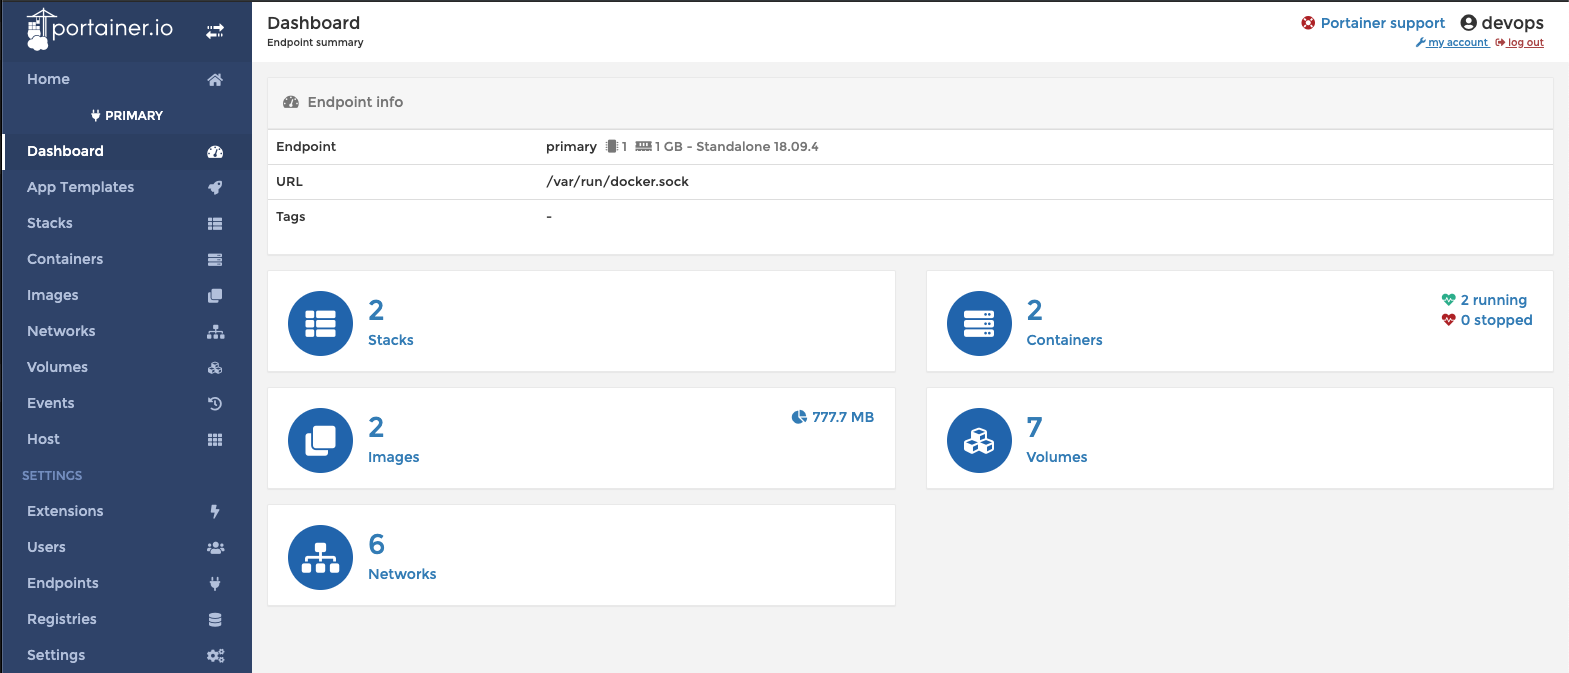 portainer.io
Home
PRIMARY
Dashboard
App Templates
Stacks
Containers
Images
Networks
Volumes
Events
Host
SETTINGS
Extensions
Users
Endpoints
Registries
Settings
Dashboard
Endpoint summary
Portainer support devops
my account log out
Endpoint info
Endpoint primary 1 1 GB - Standalone 18.09.4
URL /var/run/docker.sock
Tags -
2
Stacks
2
Containers
2 running
0 stopped
2
Images
777.7 MB
7
Volumes
6
Networks